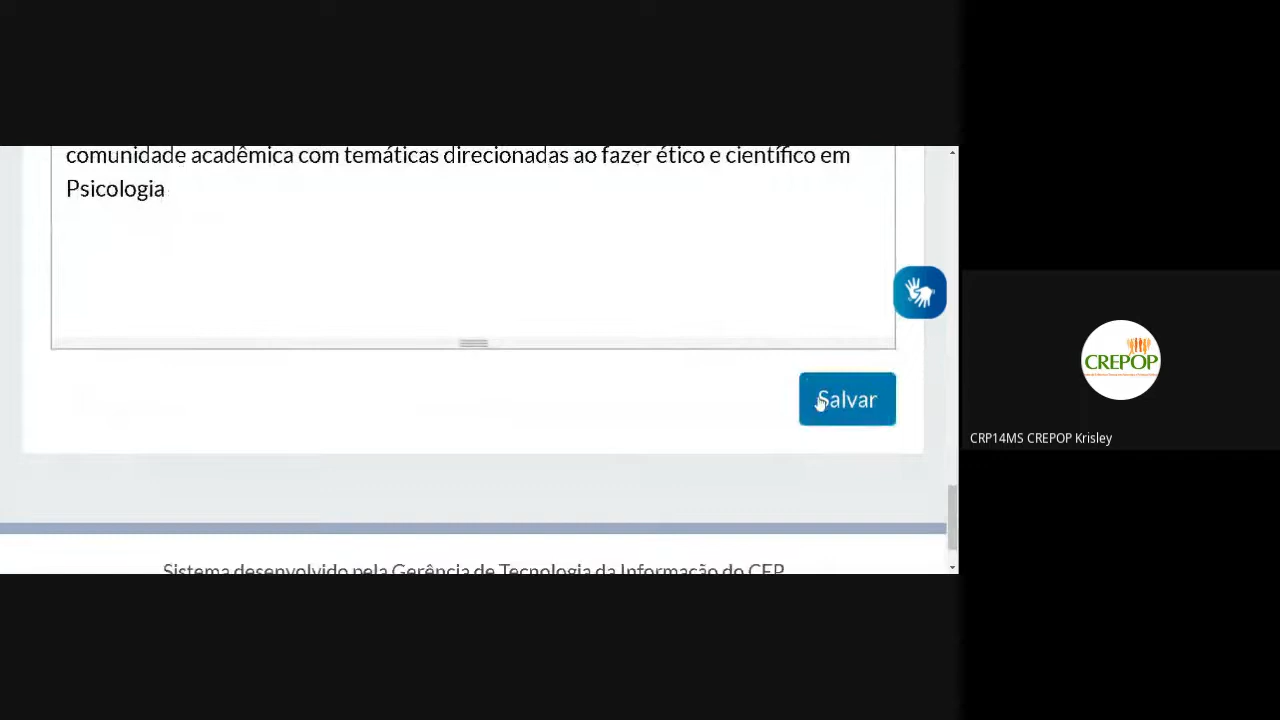 comunidade acadêmica com temáticas direcionadas ao fazer ético e científico em
Psicologia
Salvar
Sistema desenvolvido pela Gerência de Tecnologia da Informação do CFP
CREPOP
CRP14MS CREPOP Krisley